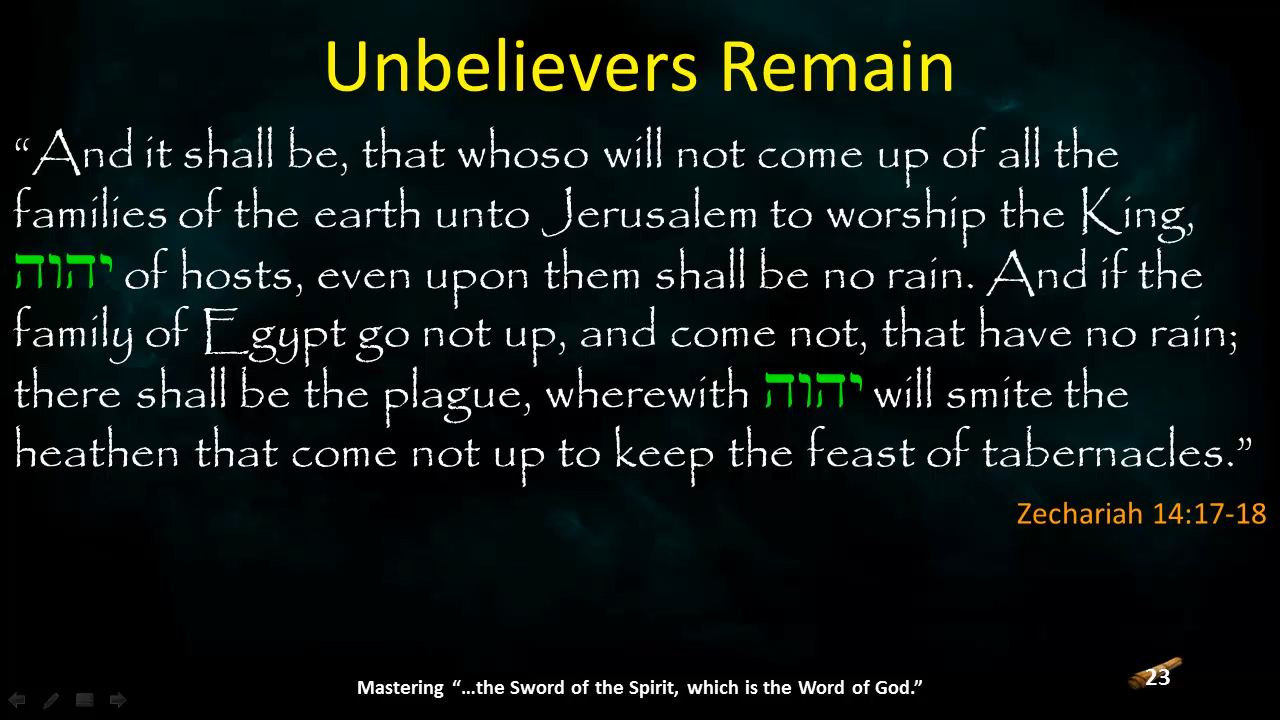 Unbelievers Remain
“And it shall be, that whoso will not come up of all the
families of the earth unto Jerusalem to worship the King,
יהוה of hosts, even upon them shall be no rain. And if the
family of Egypt go not up, and come not, that have no rain;
there shall be the plague, wherewith יהוה will smite the
heathen that come not up to keep the feast of tabernacles.”
Zechariah 14:17-18
Mastering “...the Sword of the Spirit, which is the Word of God.”
23